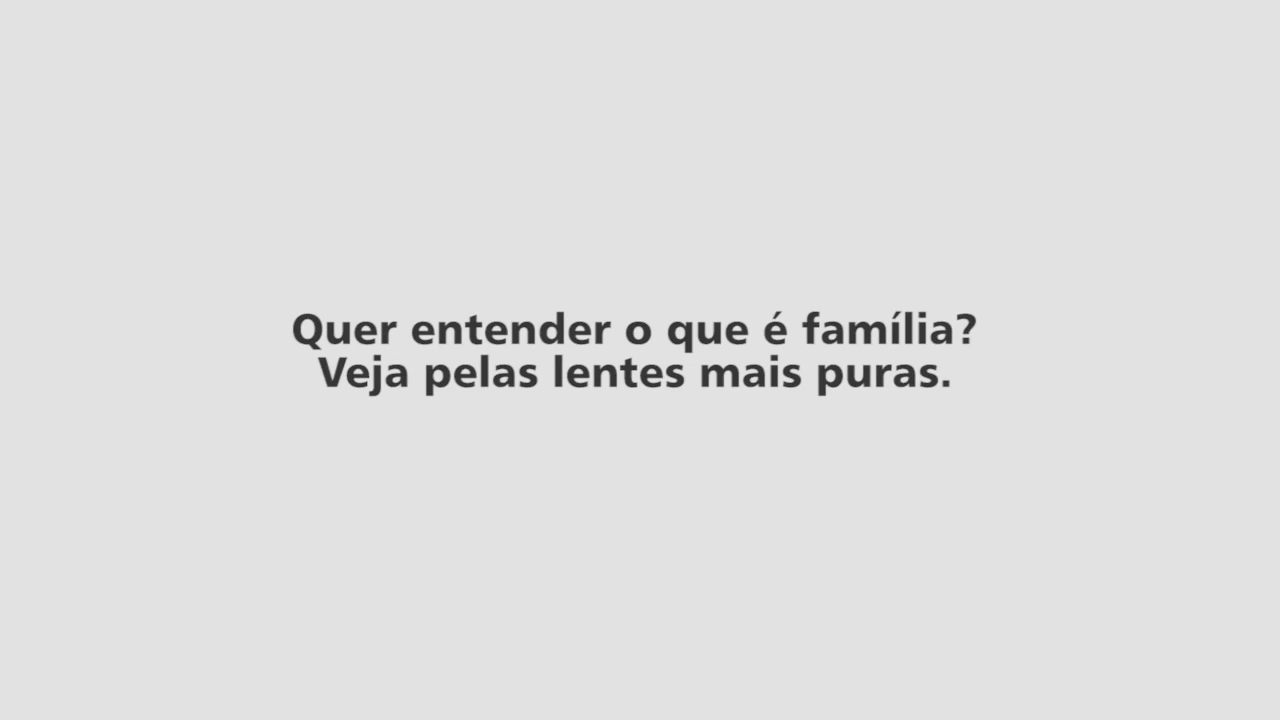 Quer entender o que é família?
Veja pelas lentes mais puras.